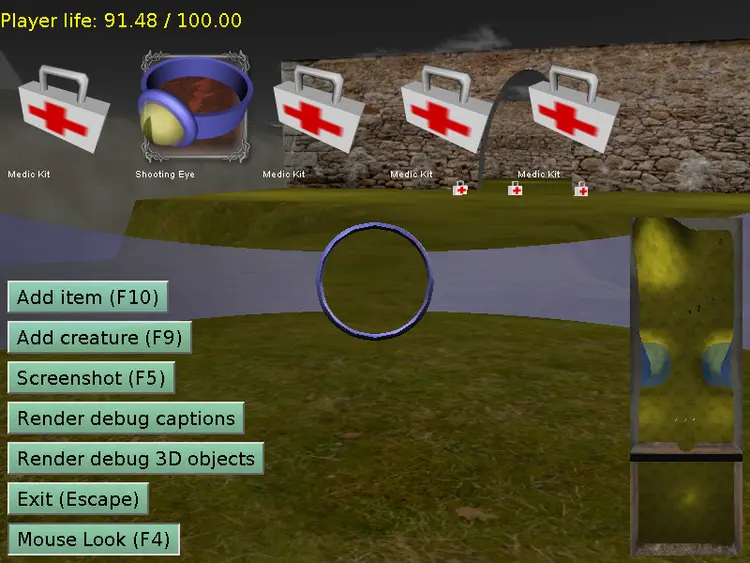 Player life: 91.48 / 100.00
Medic Kit
Shooting Eye
Medic Kit
Medic Kit
Medic Kit
Add item (F10)
Add creature (F9)
Screenshot (F5)
Render debug captions
Render debug 3D objects
Exit (Escape)
Mouse Look (F4)